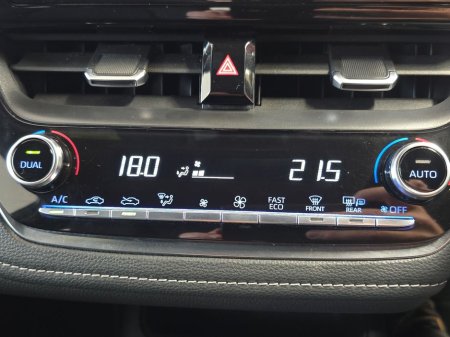 DUAL
18.0
21.5
AUTO
A/C
FAST
ECO
FRONT
REAR
OFF